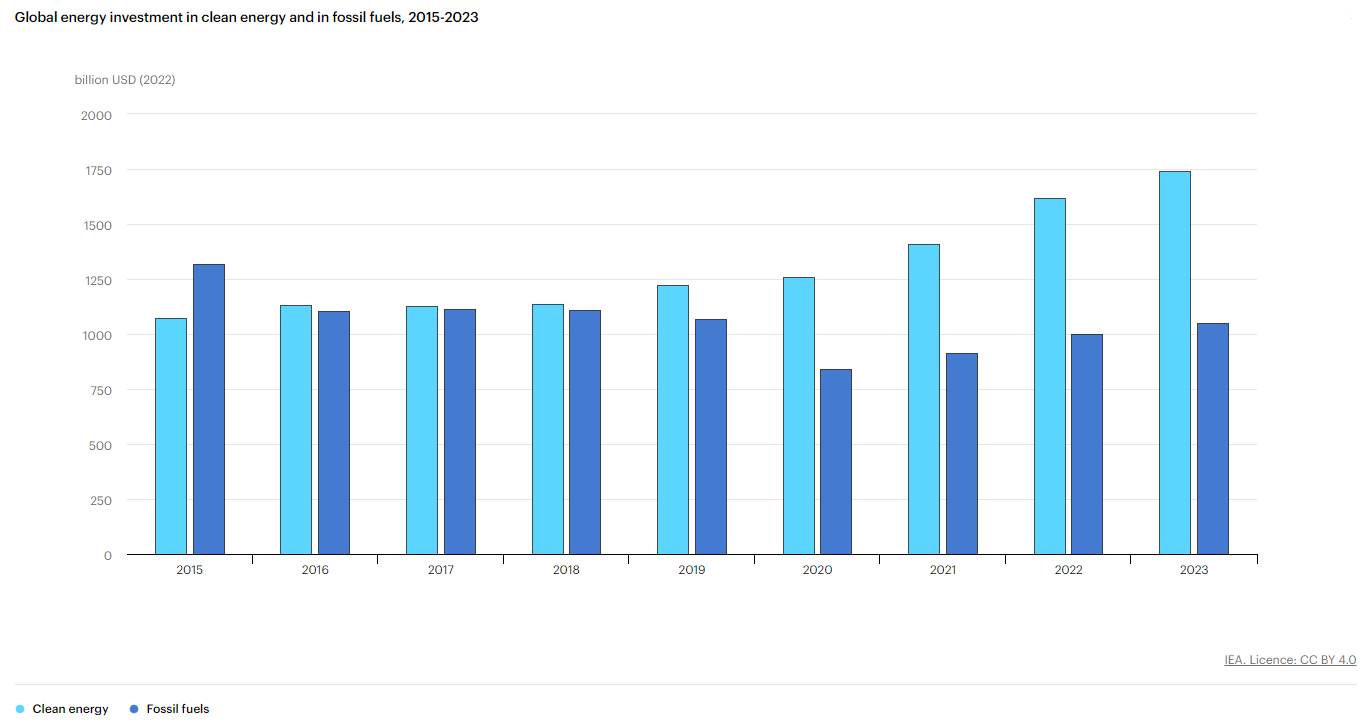 Global energy investment in clean energy and in fossil fuels, 2015-2023
billion USD (2022)
2000
1750
1500
1250
1000
750
500
250
0
2015 2016 2017 2018 2019 2020 2021 2022 2023
IEA. Licence: CC BY 4.0
Clean energy Fossil fuels